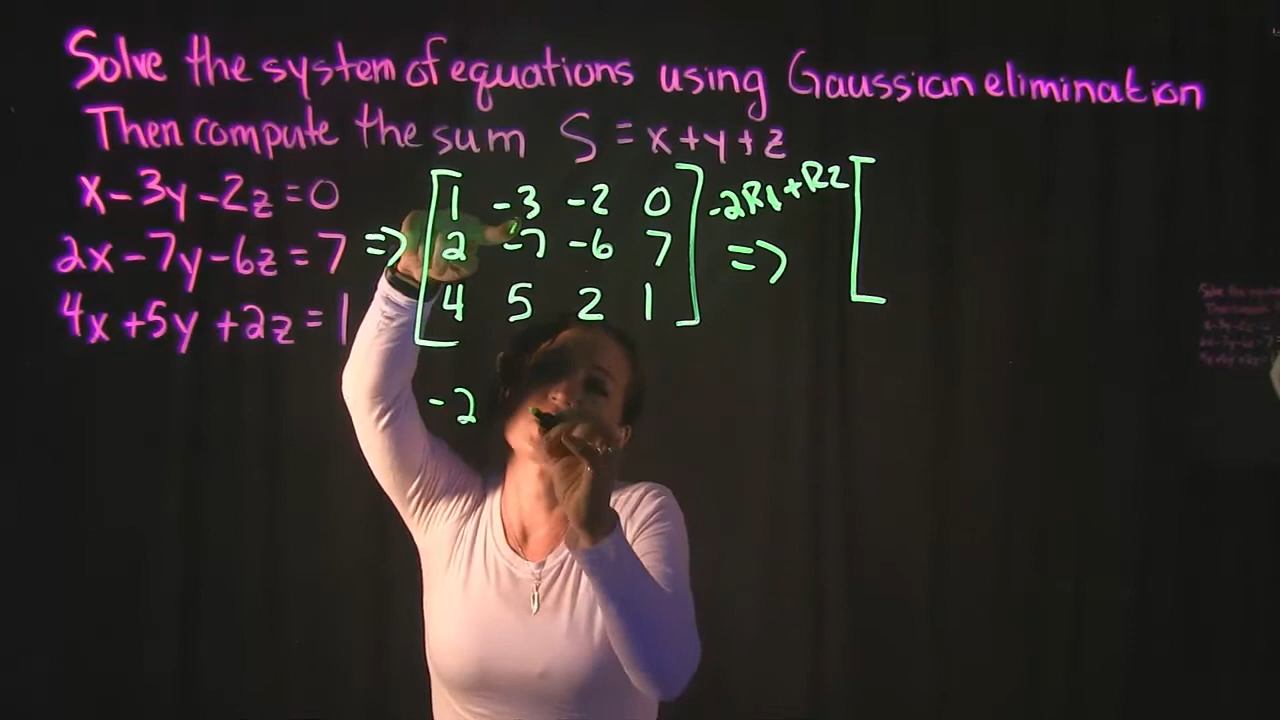 Solve the system of equations using Gaussian elimination
Then compute the sum S = x+y+z
x-3y-2z=0
2x-7y-6z=7
4x+5y+2z=1
=>
1 -3 -2 0
2 -7 -6 7
4 5 2 1
-2R1+R2
=>
-2